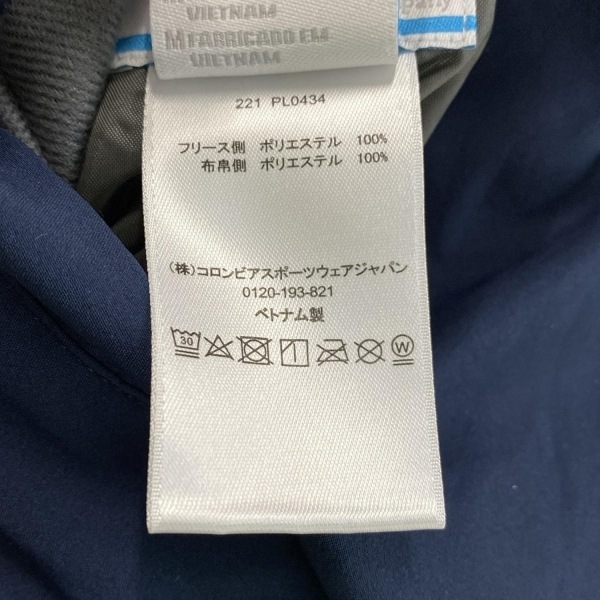 VIETNAM
MFABRICADO EM
VIETNAM
221 PL0434
フリース側 ポリエステル 100%
布帛側 ポリエステル 100%
(株)コロンビアスポーツウェアジャパン
0120-193-821
ベトナム製
30 W